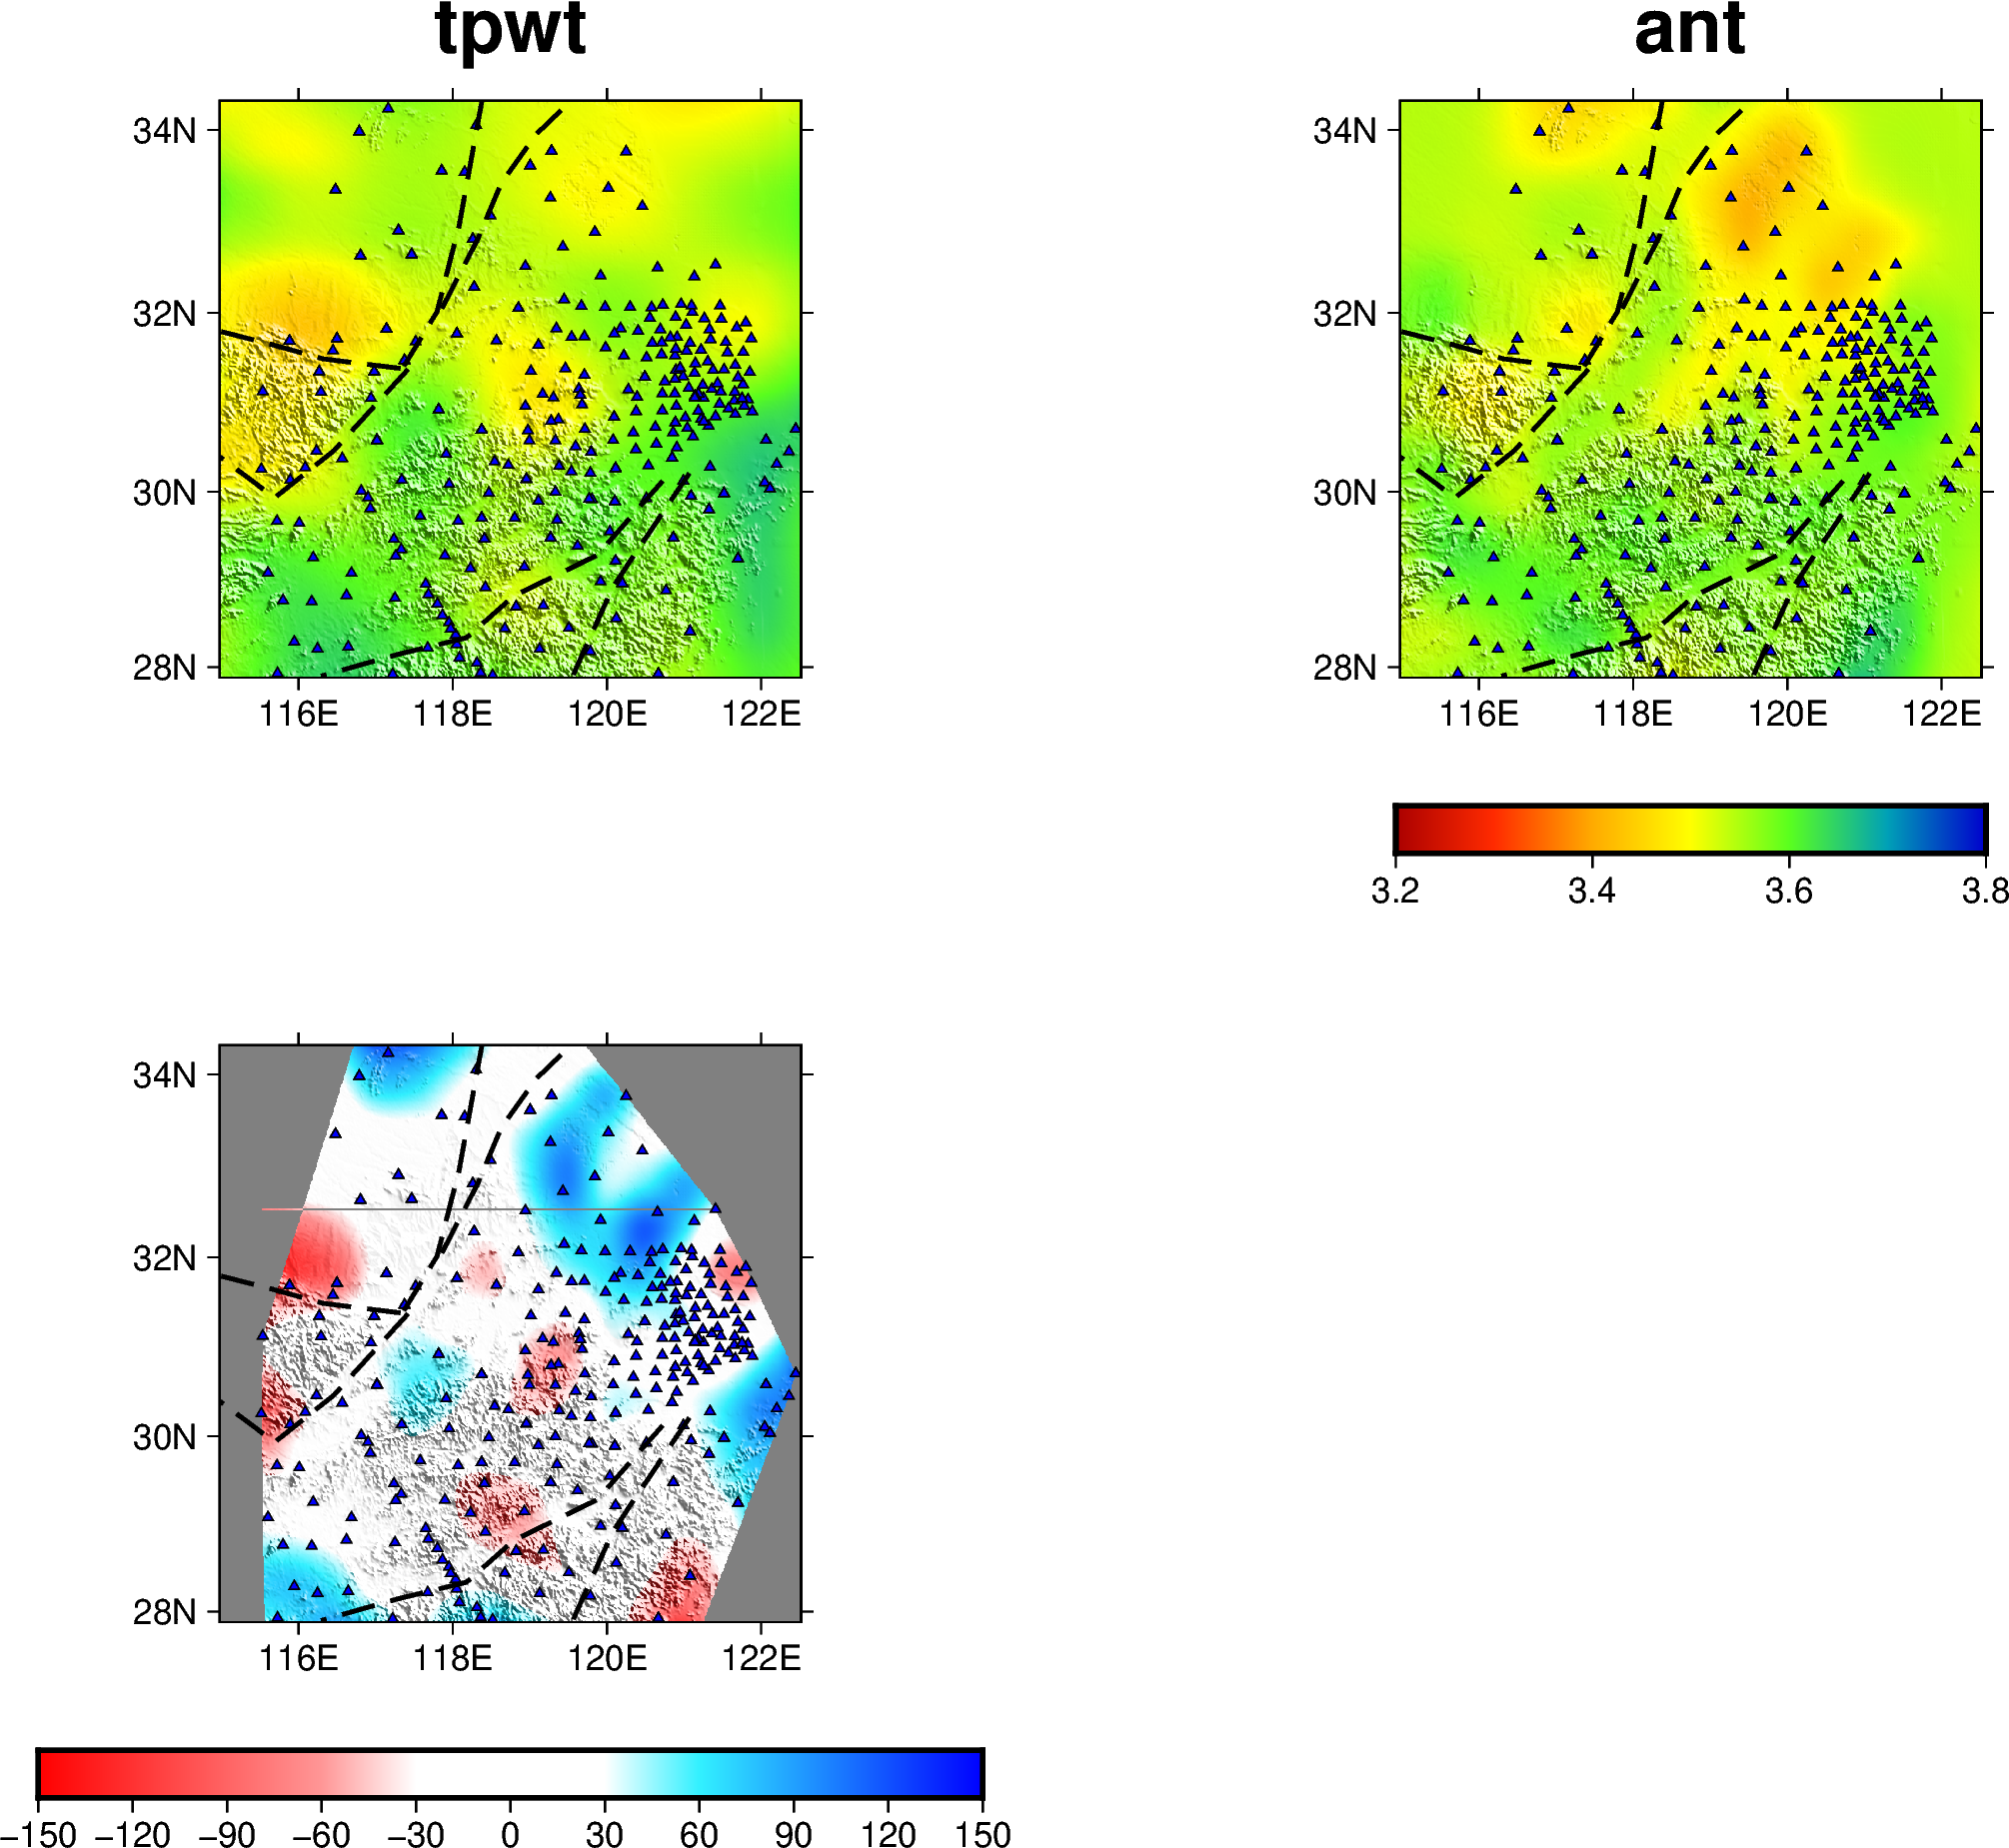 tpwt ant
34N 34N
32N 32N
30N 30N
28N 28N
116E 118E 120E 122E 116E 118E 120E 122E
3.2 3.4 3.6 3.8
34N
32N
30N
28N
116E 118E 120E 122E
−150 −120 −90 −60 −30 0 30 60 90 120 150